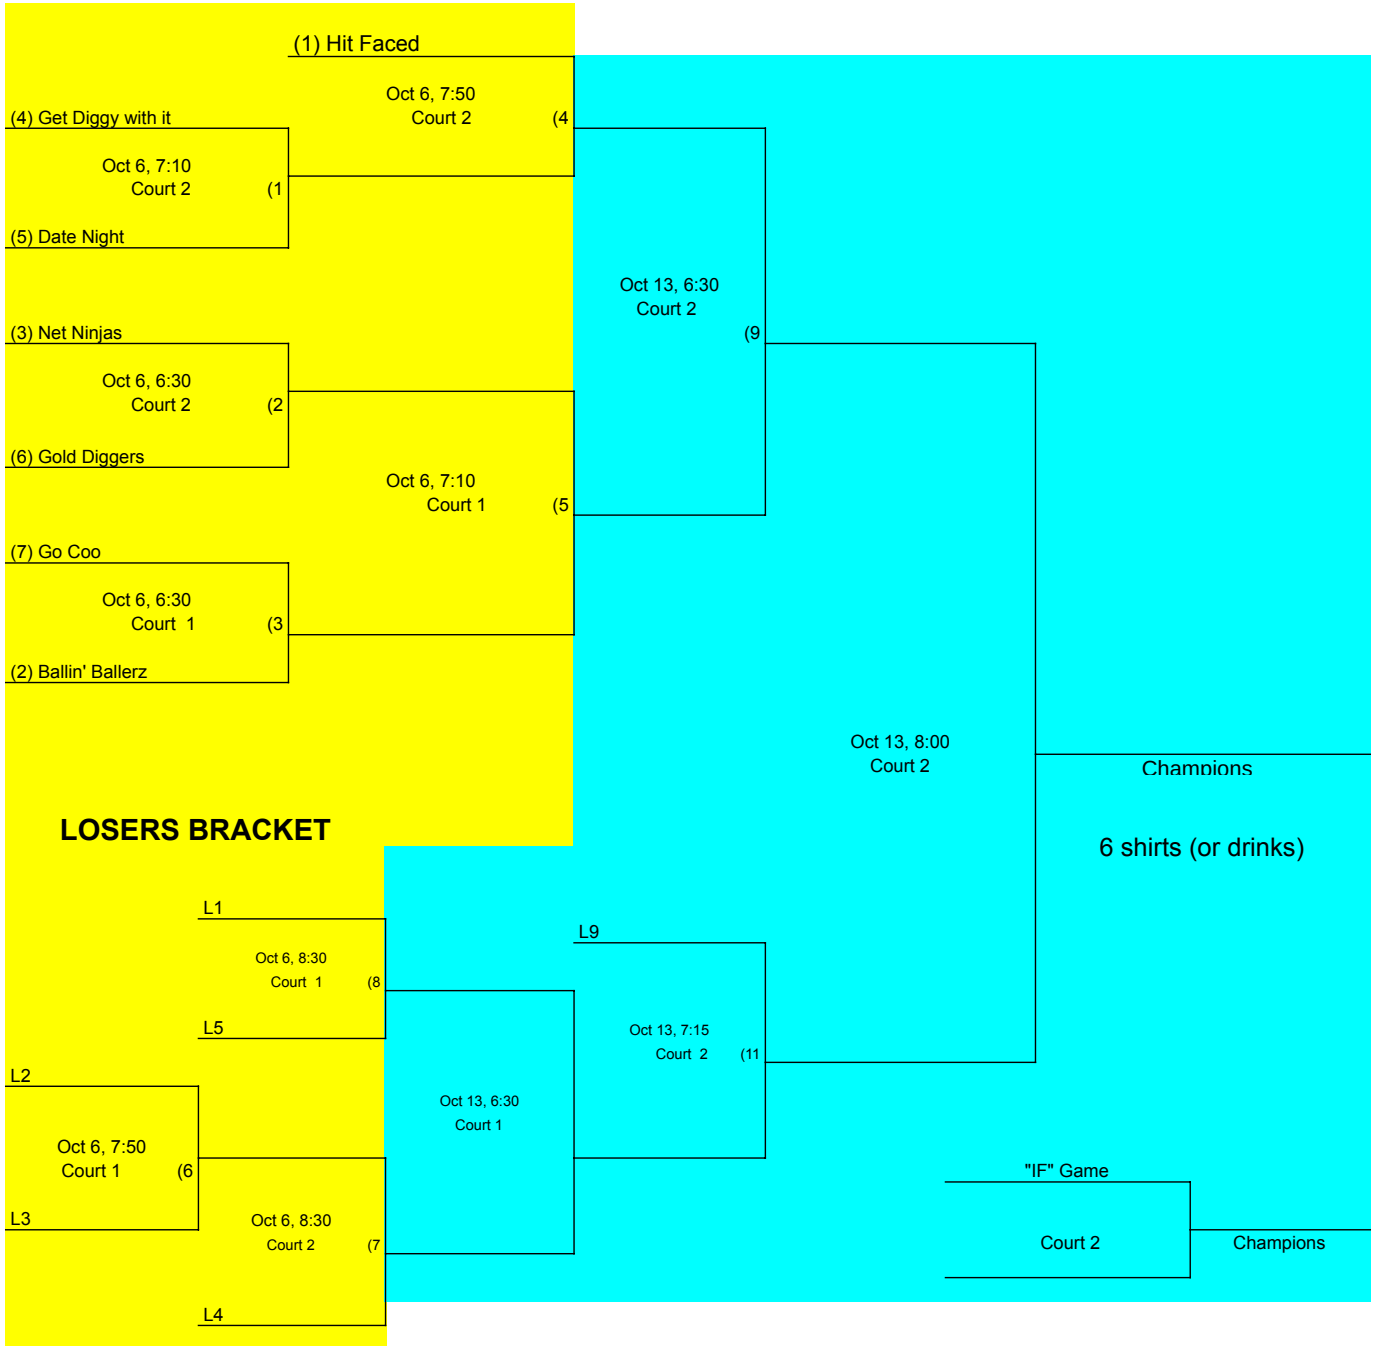 (1) Hit Faced
Oct 6, 7:50
Court 2 (4
(4) Get Diggy with it
Oct 6, 7:10
Court 2 (1
(5) Date Night
Oct 13, 6:30
Court 2
(9
(3) Net Ninjas
Oct 6, 6:30
Court 2 (2
(6) Gold Diggers
Oct 6, 7:10
Court 1 (5
(7) Go Coo
Oct 6, 6:30
Court 1 (3
(2) Ballin' Ballerz
Oct 13, 8:00
Court 2
Champions
LOSERS BRACKET
6 shirts (or drinks)
L1
L9
Oct 6, 8:30
Court 1 (8
L5
Oct 13, 7:15
Court 2 (11
L2
Oct 13, 6:30
Court 1
Oct 6, 7:50
Court 1 (6
"IF" Game
L3
Oct 6, 8:30
Court 2 (7
Court 2
Champions
L4